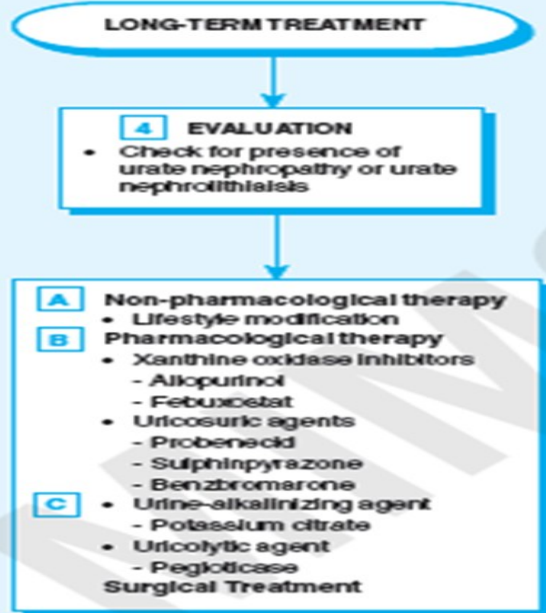 LONG-TERM TREATMENT
4 EVALUATION
• Check for presence of
urate nephropathy or urate
nephrolithiaisis
A Non-pharmacological therapy
• Lifestyle modification
B Pharmacological therapy
• Xanthine oxidase inhibitors
- Allopurinol
- Febuxostat
• Uricosuric agents
- Probenecid
- Sulphinpyrazone
- Benzbromarone
C • Urine-alkalinizing agent
- Potassium citrate
• Uricolytic agent
- Pegloticase
Surgical Treatment